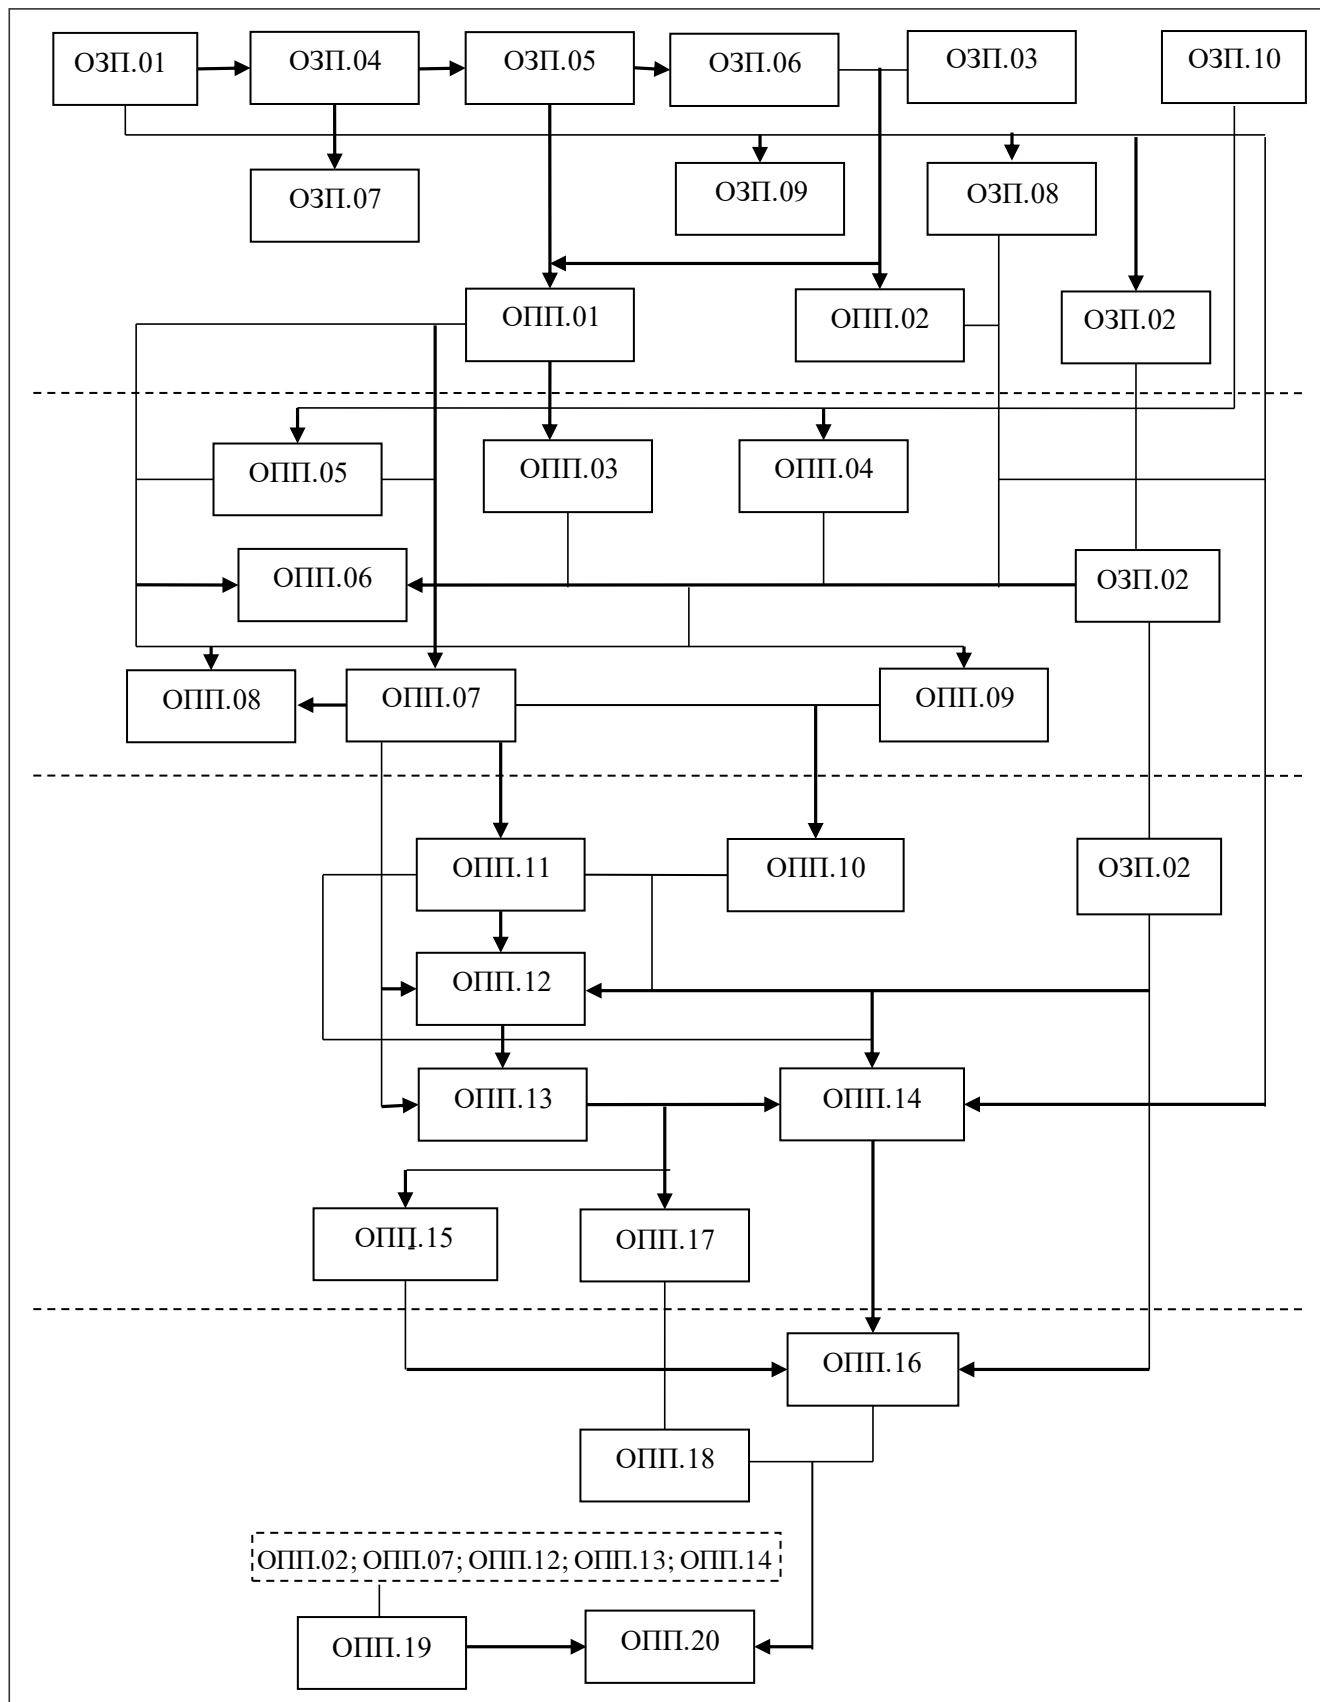 ОЗП.01 ОЗП.04 ОЗП.05 ОЗП.06 ОЗП.03 ОЗП.10
ОЗП.07 ОЗП.09 ОЗП.08
ОПП.01 ОПП.02 ОЗП.02
ОПП.05 ОПП.03 ОПП.04
ОПП.06 ОЗП.02
ОПП.08 ОПП.07 ОПП.09
ОПП.11 ОПП.10 ОЗП.02
ОПП.12
ОПП.13 ОПП.14
ОПП.15 ОПП.17
ОПП.16
ОПП.18
ОПП.02; ОПП.07; ОПП.12; ОПП.13; ОПП.14
ОПП.19 ОПП.20